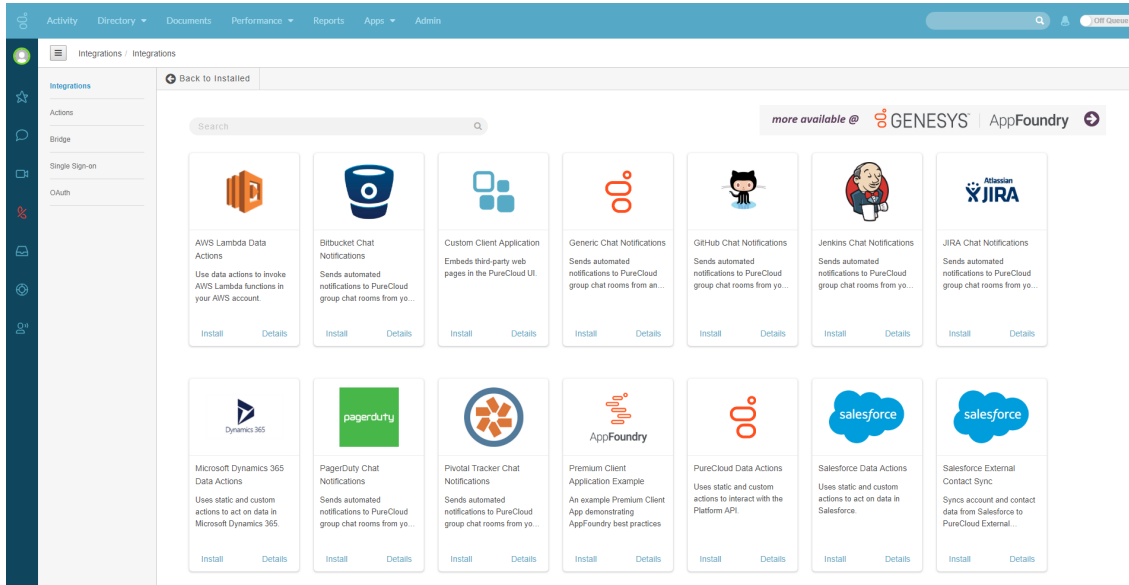 Activity Directory Documents Performance Reports Apps Admin Off Queue
Integrations / Integrations
Integrations
Actions
Bridge
Single Sign-on
OAuth
Back to Installed
Search
more available @ GENESYS AppFoundry
AWS Lambda Data
Actions
Use data actions to invoke
AWS Lambda functions in
your AWS account.
Install Details
Bitbucket Chat
Notifications
Sends automated
notifications to PureCloud
group chat rooms from yo...
Install Details
Custom Client Application
Embeds third-party web
pages in the PureCloud UI.
Install Details
Generic Chat Notifications
Sends automated
notifications to PureCloud
group chat rooms from an...
Install Details
GitHub Chat Notifications
Sends automated
notifications to PureCloud
group chat rooms from yo...
Install Details
Jenkins Chat Notifications
Sends automated
notifications to PureCloud
group chat rooms from yo...
Install Details
Atlassian
JIRA
JIRA Chat Notifications
Sends automated
notifications to PureCloud
group chat rooms from yo...
Install Details
Dynamics 365
Microsoft Dynamics 365
Data Actions
Uses static and custom
actions to act on data in
Microsoft Dynamics 365.
Install Details
pagerduty
PagerDuty Chat
Notifications
Sends automated
notifications to PureCloud
group chat rooms from yo...
Install Details
Pivotal Tracker Chat
Notifications
Sends automated
notifications to PureCloud
group chat rooms from yo...
Install Details
AppFoundry
Premium Client
Application Example
An example Premium Client
App demonstrating
AppFoundry best practices
Install Details
PureCloud Data Actions
Uses static and custom
actions to interact with the
Platform API.
Install Details
salesforce
Salesforce Data Actions
Uses static and custom
actions to act on data in
Salesforce.
Install Details
salesforce
Salesforce External
Contact Sync
Syncs account and contact
data from Salesforce to
PureCloud External...
Install Details